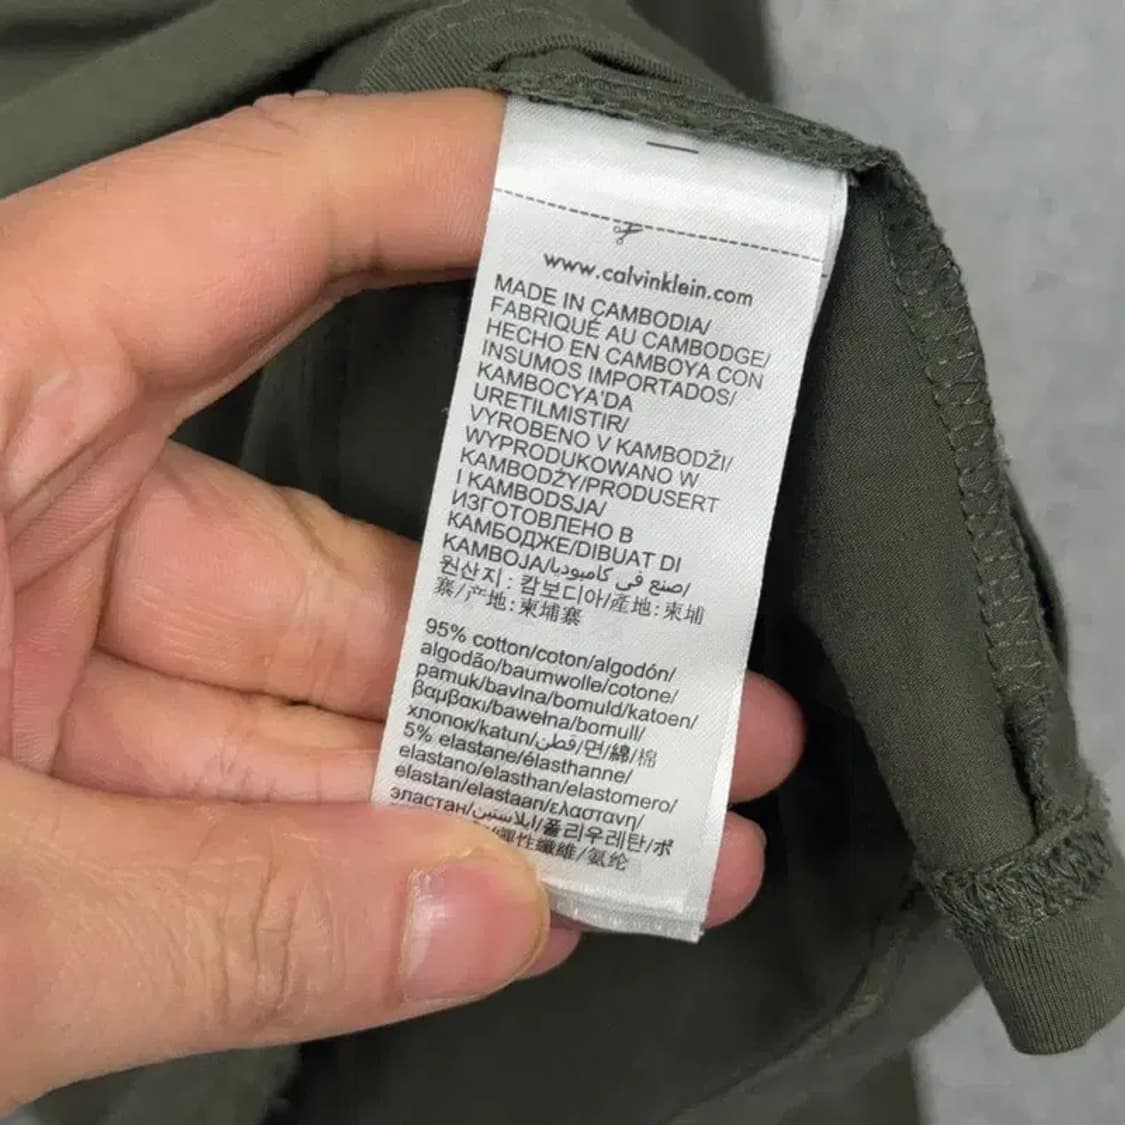 www.calvinklein.com
MADE IN CAMBODIA/
FABRIQUÉ AU CAMBODGE/
HECHO EN CAMBOYA CON
INSUMOS IMPORTADOS/
KAMBOCYA'DA
URETILMISTIR/
VYROBENO V KAMBODŽI/
WYPRODUKOWANO W
KAMBODŻY/PRODUSERT
I KAMBODSJA/
ИЗГОТОВЛЕНО В
КАМБОДЖЕ/DIBUAT DI
KAMBOJA/صنع في كامبوديا/
원산지 : 캄보디아/產地 : 柬埔
寨/产地 : 柬埔寨
95% cotton/coton/algodón/
algodão/baumwolle/cotone/
pamuk/bavlna/bomuld/katoen/
βαμβακι/bawełna/bomull/
хлопок/katun/قطن/면/綿/棉
5% elastane/élasthanne/
elastano/elasthan/elastomero/
elastan/elastaan/ελαστανη/
эластан/ايلاستين/폴리우레탄/ポ
彈性纖維/氨纶